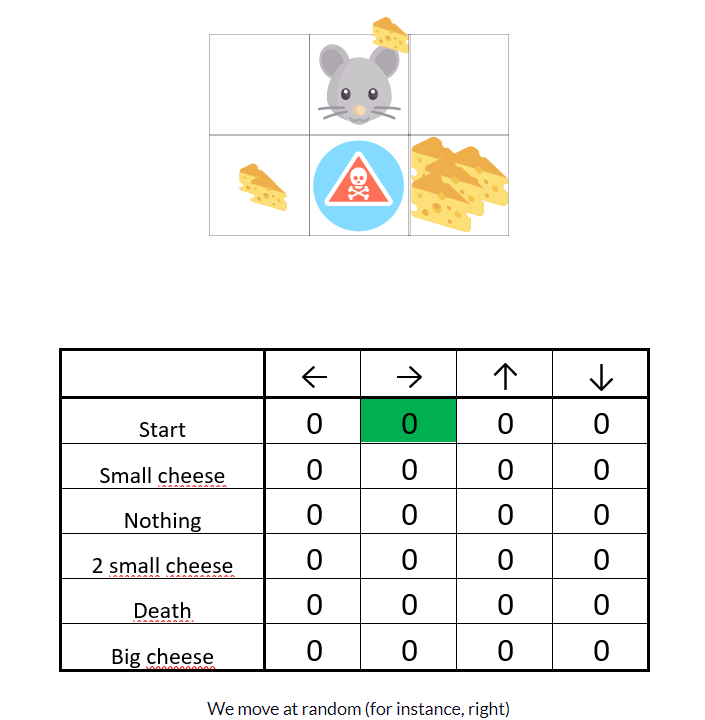 ← → ↑ ↓
Start 0 0 0 0
Small cheese 0 0 0 0
Nothing 0 0 0 0
2 small cheese 0 0 0 0
Death 0 0 0 0
Big cheese 0 0 0 0
We move at random (for instance, right)